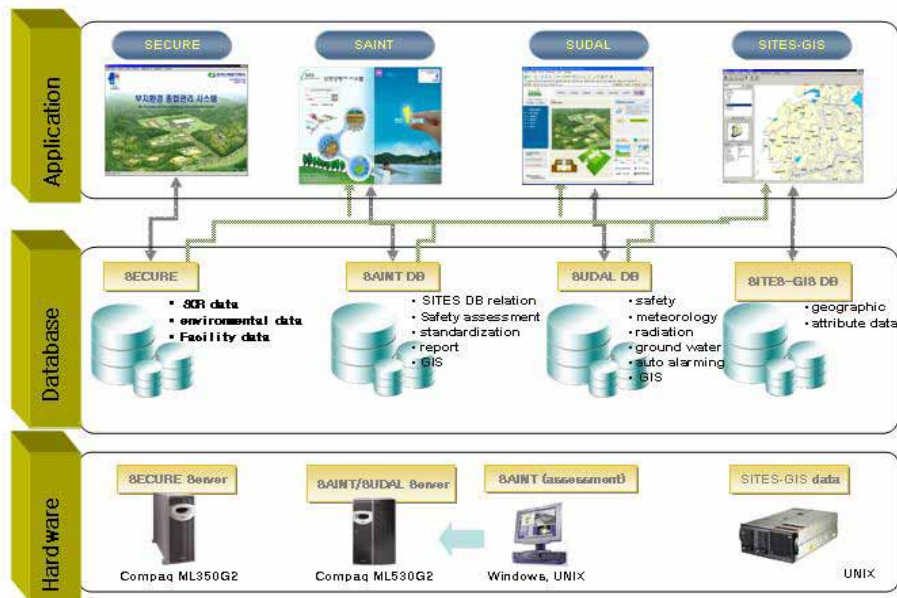 Application
SECURE
SAINT
SUDAL
SITES-GIS
부지환경 종합관리 시스템
Database
SECURE
• SCR data
• environmental data
• Facility data
SAINT DB
• SITES DB relation
• Safety assessment
• standardization
• report
• GIS
SUDAL DB
• safety
• meteorology
• radiation
• ground water
• auto alarming
• GIS
SITES-GIS DB
• geographic
• attribute data
Hardware
SECURE Server
Compaq ML350G2
SAINT/SUDAL Server
Compaq ML530G2
SAINT (assessment)
Windows, UNIX
SITES-GIS data
UNIX